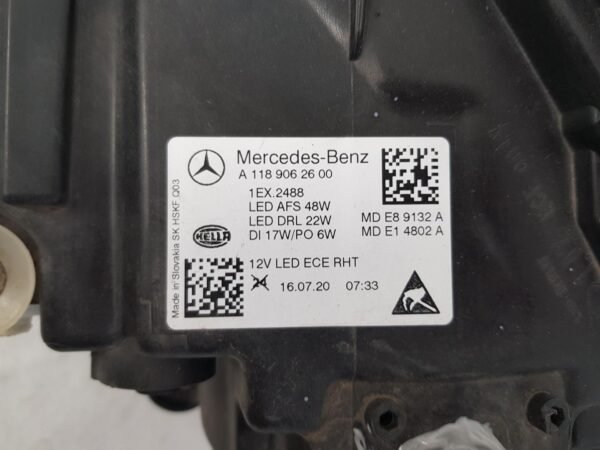 Mercedes-Benz
A 118 906 26 00
1EX.2488
LED AFS 48W
LED DRL 22W
DI 17W/PO 6W
MD E8 9132 A
MD E1 4802 A
HELLA
12V LED ECE RHT
16.07.20 07:33
Made in Slovakia SK HSKF Q03